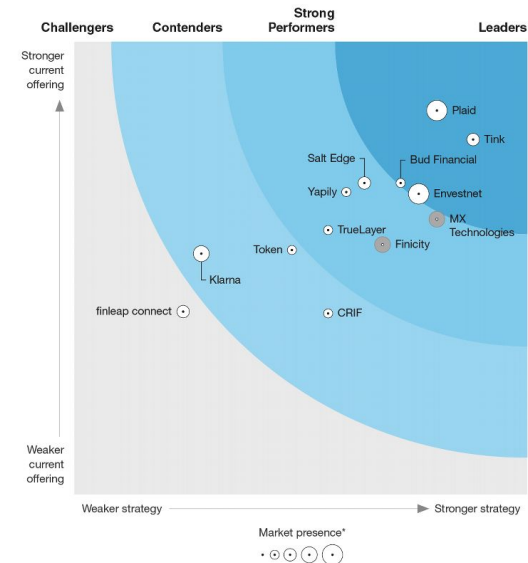 Challengers
Contenders
Strong
Performers
Leaders
Stronger
current
offering
Plaid
Tink
Salt Edge
Bud Financial
Yapily
Envestnet
MX
Technologies
TrueLayer
Finicity
Token
Klarna
finleap connect
CRIF
Weaker
current
offering
Weaker strategy
Stronger strategy
Market presence*